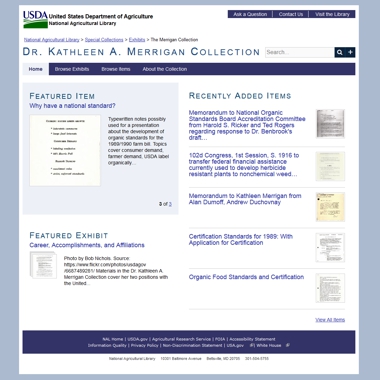 USDA United States Department of Agriculture
National Agricultural Library
Ask a Question | Contact Us | Visit the Library
National Agricultural Library > Special Collections > Exhibits > The Merrigan Collection
Dr. Kathleen A. Merrigan Collection
Search...
Home
Browse Exhibits
Browse Items
About the Collection
Featured Item
Why have a national standard?
Typewritten notes possibly
used for a presentation
about the development of
organic standards for the
1989/1990 farm bill. Topics
cover consumer demand,
farmer demand, USDA label
organically...
Featured Exhibit
Career, Accomplishments, and Affiliations
Photo by Bob Nichols. Source:
https://www.flickr.com/photos/usdagov
Materials in the Dr. Kathleen A.
Merrigan Collection cover her two positions with
the United...
Recently Added Items
Memorandum to National Organic
Standards Board Accreditation Committee
from Harold S. Ricker and Ted Rogers
regarding response to Dr. Benbrook's
draft...
102d Congress, 1st Session, S. 1916 to
transfer federal financial assistance
currently used to develop herbicide
resistant plants to nonchemical weed...
Memorandum to Kathleen Merrigan from
Alan Dumoff, Andrew Duchovnay
Certification Standards for 1989: With
Application for Certification
Organic Food Standards and Certification
View All Items
NAL Home | USDA.gov | Agricultural Research Service | FOIA | Accessibility Statement
Information Quality | Privacy Policy | Non-Discrimination Statement | USA.gov | White House
National Agricultural Library 10301 Baltimore Avenue Beltsville, MD 20705 301-504-5755